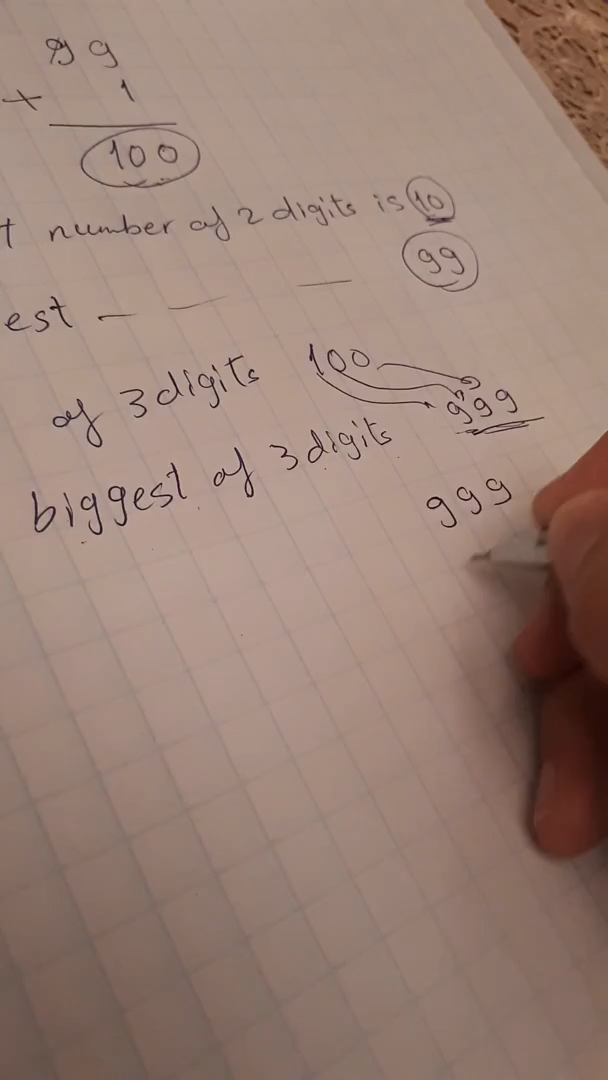 99
+ 1
100
t number of 2 digits is 10
99
est - - -
of 3 digits 100
999
biggest of 3 digits
999